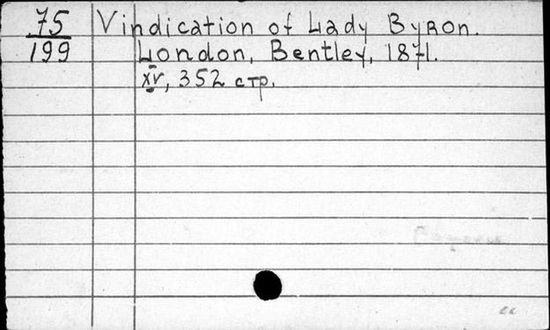 75 Vindication of Lady Byron.
199 London, Bentley, 1871.
xv, 352 стр.